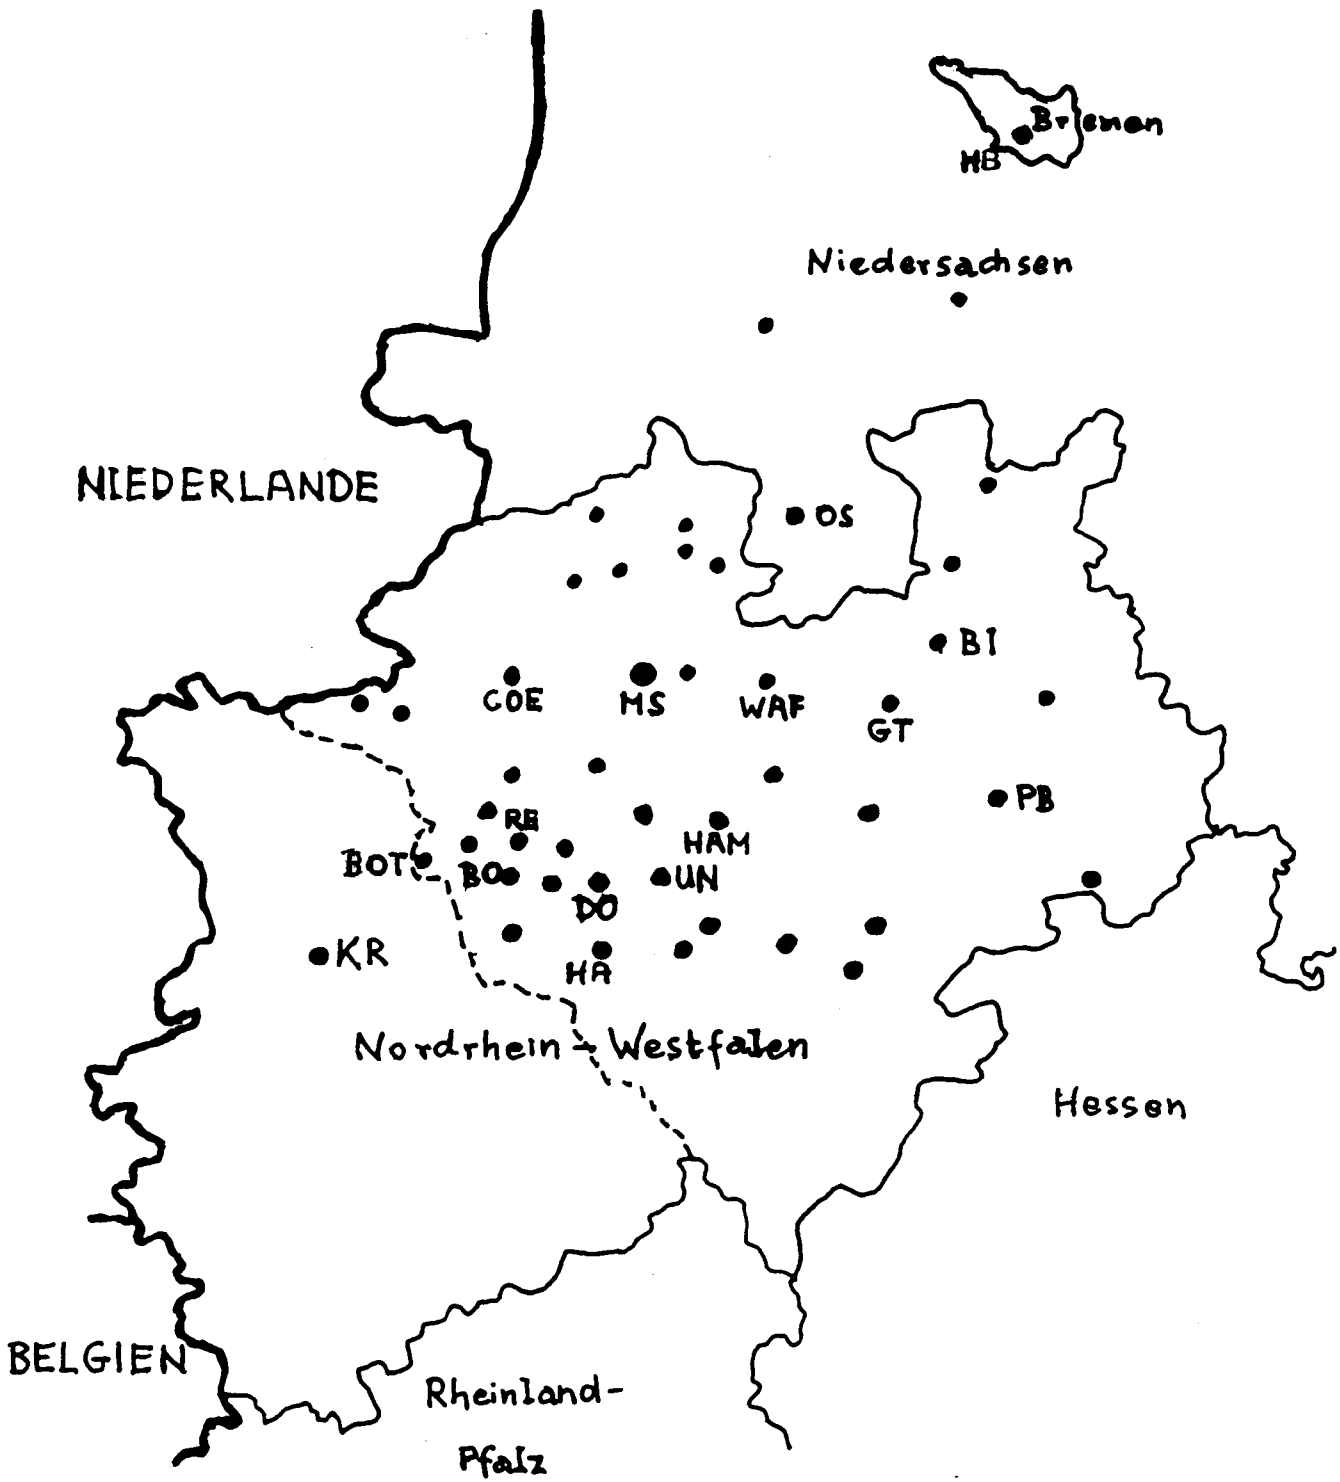 Bremen
HB
Niedersachsen
NIEDERLANDE
OS
BI
COE
MS
WAF
GT
PB
RE
HAM
BOT
BO
UN
DO
KR
HA
Nordrhein - Westfalen
Hessen
BELGIEN
Rheinland-
Pfalz